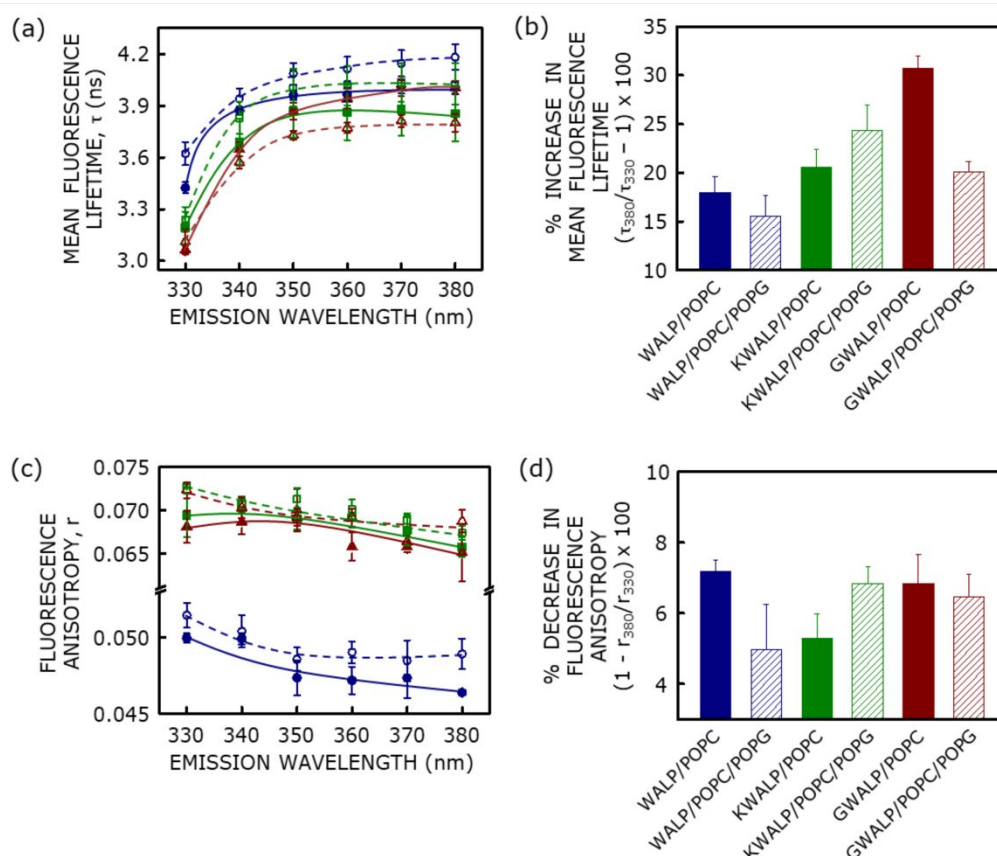 (a)
MEAN FLUORESCENCE
LIFETIME, τ (ns)
4.2
3.9
3.6
3.3
3.0
330 340 350 360 370 380
EMISSION WAVELENGTH (nm)
(b)
% INCREASE IN
MEAN FLUORESCENCE
LIFETIME
(τ380/τ330 – 1) x 100
35
30
25
20
15
10
WALP/POPC
WALP/POPC/POPG
KWALP/POPC
KWALP/POPC/POPG
GWALP/POPC
GWALP/POPC/POPG
(c)
FLUORESCENCE
ANISOTROPY, r
0.075
0.070
0.065
0.050
0.045
330 340 350 360 370 380
EMISSION WAVELENGTH (nm)
(d)
% DECREASE IN
FLUORESCENCE
ANISOTROPY
(1 - r380/r330) x 100
10
8
6
4
WALP/POPC
WALP/POPC/POPG
KWALP/POPC
KWALP/POPC/POPG
GWALP/POPC
GWALP/POPC/POPG